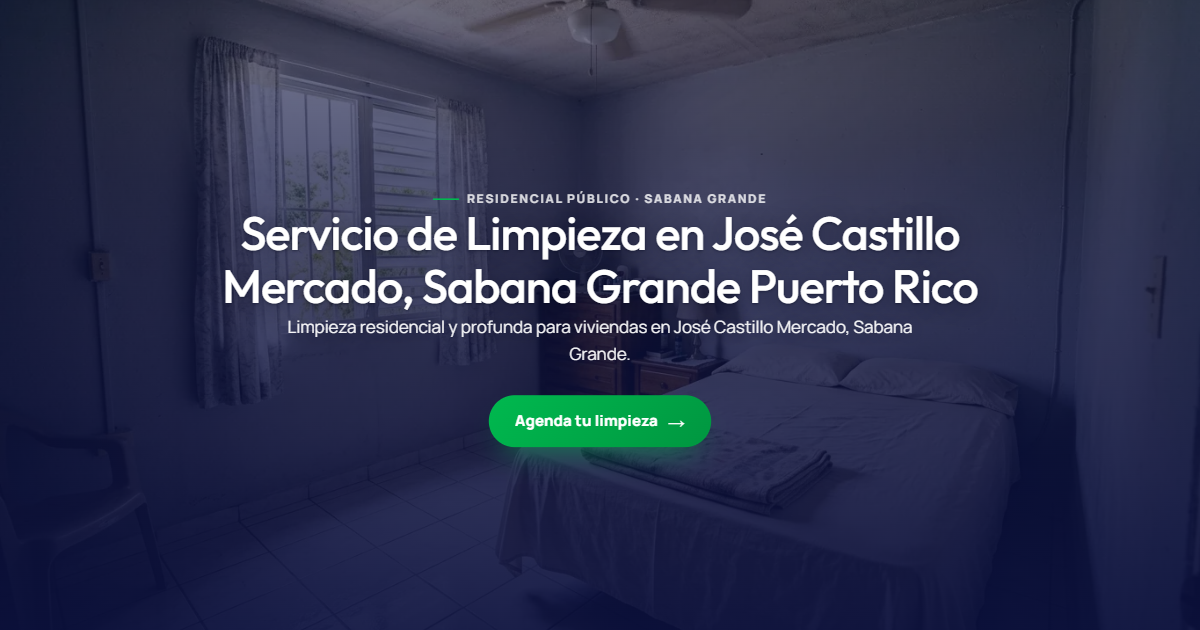 RESIDENCIAL PÚBLICO · SABANA GRANDE
Servicio de Limpieza en José Castillo
Mercado, Sabana Grande Puerto Rico
Limpieza residencial y profunda para viviendas en José Castillo Mercado, Sabana
Grande.
Agenda tu limpieza →